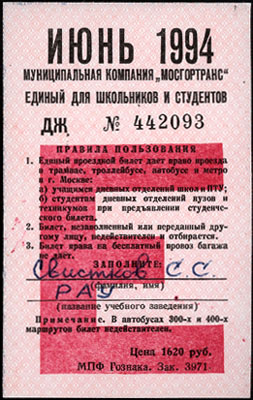 ИЮНЬ 1994
МУНИЦИПАЛЬНАЯ КОМПАНИЯ „МОСГОРТРАНС"
ЕДИНЫЙ ДЛЯ ШКОЛЬНИКОВ И СТУДЕНТОВ
ДЖ № 442093
ПРАВИЛА ПОЛЬЗОВАНИЯ
1. Единый проездной билет дает право проезда
в трамвае, троллейбусе, автобусе и метро
в г. Москве:
а) учащимся дневных отделений школ и ПТУ;
б) студентам дневных отделений вузов и
техникумов при предъявлении студенче-
ского билета.
2. Билет, незаполненный или переданный дру-
гому лицу, недействителен и отбирается.
3. Билет права на бесплатный провоз багажа
не дает.
ЗАПОЛНИТЕ:
Свистков С.С.
(фамилия, имя)
РАУ
(название учебного заведения)
Примечание. В автобусах 300-х и 400-х
маршрутов билет недействителен.
Цена 1620 руб.
МПФ Гознака. Зак. 3971